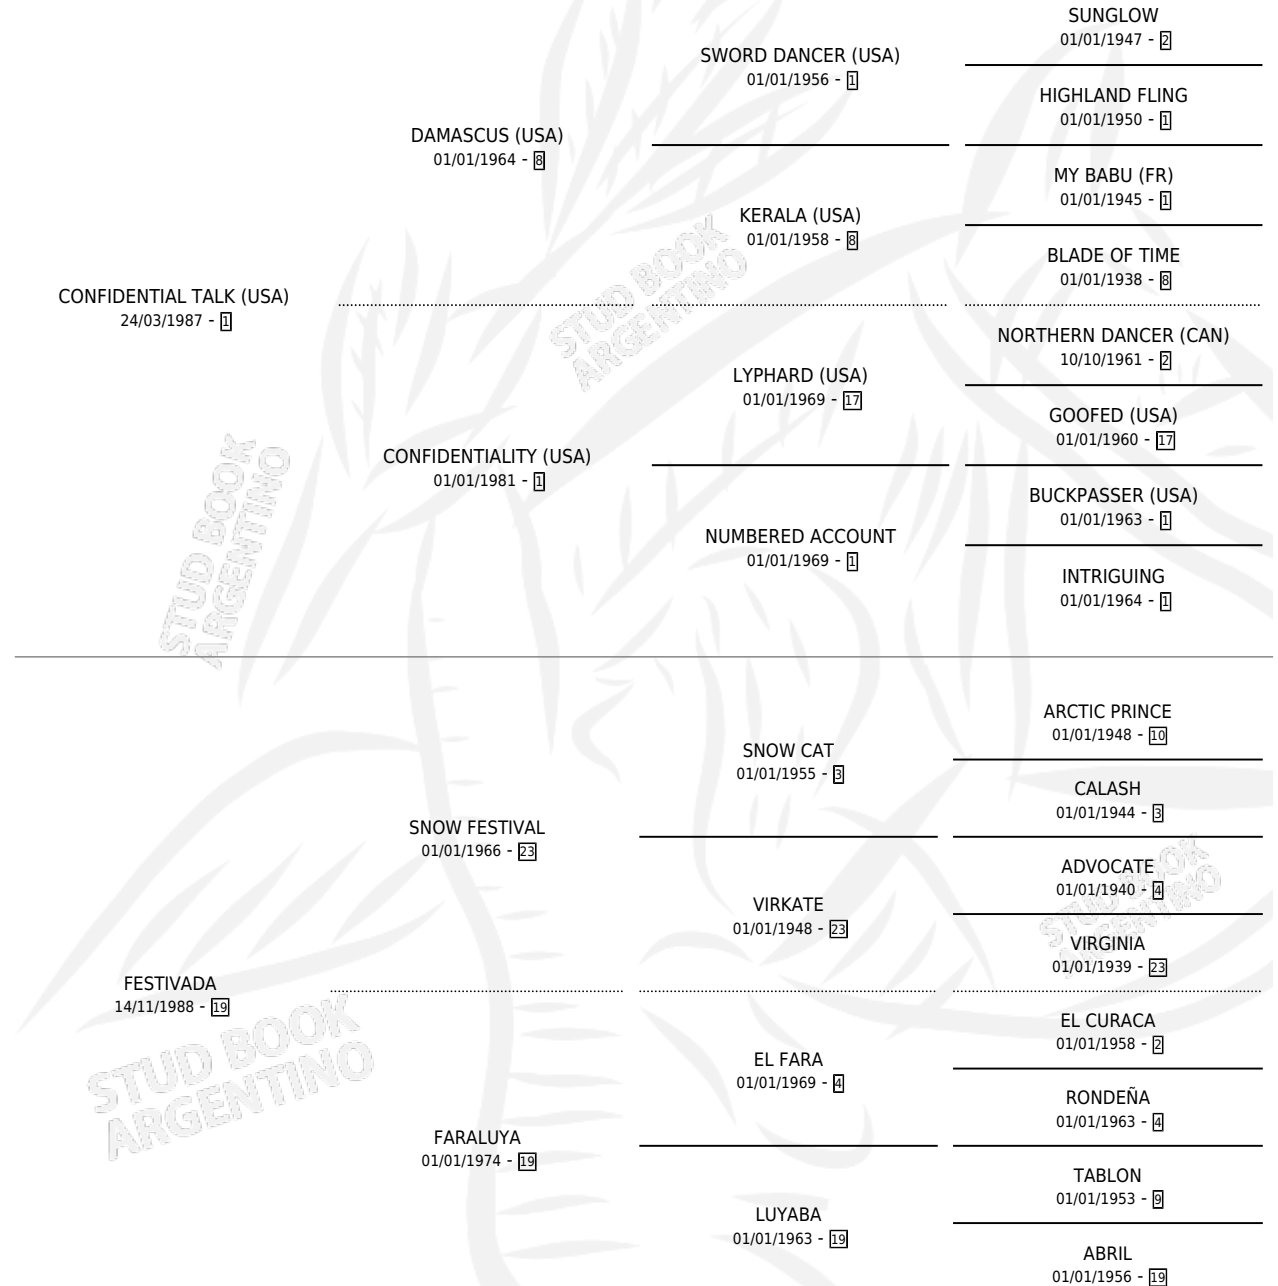 SUNGLOW
01/01/1947 - 2
SWORD DANCER (USA)
01/01/1956 - 1
HIGHLAND FLING
01/01/1950 - 1
DAMASCUS (USA)
01/01/1964 - 8
MY BABU (FR)
01/01/1945 - 1
KERALA (USA)
01/01/1958 - 8
BLADE OF TIME
01/01/1938 - 8
CONFIDENTIAL TALK (USA)
24/03/1987 - 1
NORTHERN DANCER (CAN)
10/10/1961 - 2
LYPHARD (USA)
01/01/1969 - 17
GOOFED (USA)
01/01/1960 - 17
CONFIDENTIALITY (USA)
01/01/1981 - 1
BUCKPASSER (USA)
01/01/1963 - 1
NUMBERED ACCOUNT
01/01/1969 - 1
INTRIGUING
01/01/1964 - 1
ARCTIC PRINCE
01/01/1948 - 10
SNOW CAT
01/01/1955 - 3
CALASH
01/01/1944 - 3
SNOW FESTIVAL
01/01/1966 - 23
ADVOCATE
01/01/1940 - 4
VIRKATE
01/01/1948 - 23
VIRGINIA
01/01/1939 - 23
FESTIVADA
14/11/1988 - 19
EL CURACA
01/01/1958 - 2
EL FARA
01/01/1969 - 4
RONDEÑA
01/01/1963 - 4
FARALUYA
01/01/1974 - 19
TABLON
01/01/1953 - 9
LUYABA
01/01/1963 - 19
ABRIL
01/01/1956 - 19
STUD BOOK
ARGENTINO
STUD BOOK
ARGENTINO
STUD BOOK
ARGENTINO
STUD BOOK
ARGENTINO